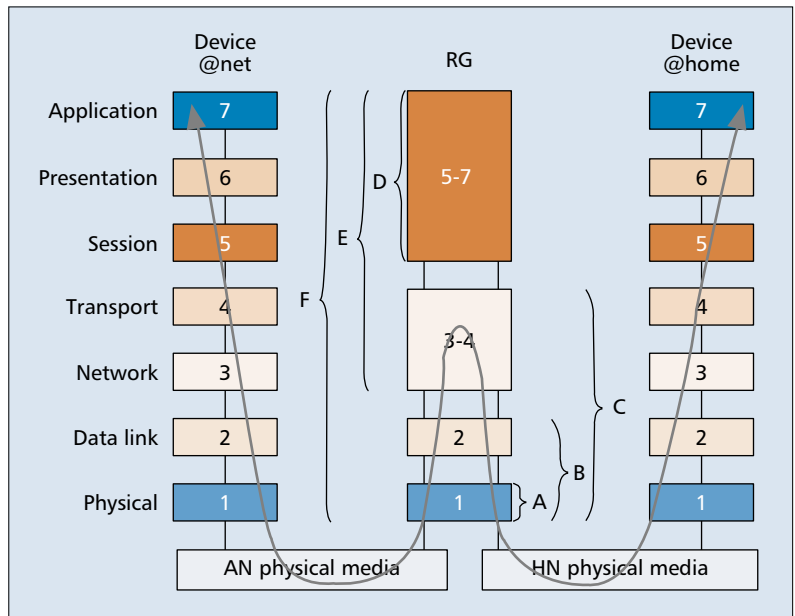 Device
@net
RG
Device
@home
Application
7
7
Presentation
6
D
5-7
6
Session
5
E
5
Transport
4
F
3-4
4
Network
3
C
3
Data link
2
2
B
2
Physical
1
1
A
1
AN physical media
HN physical media